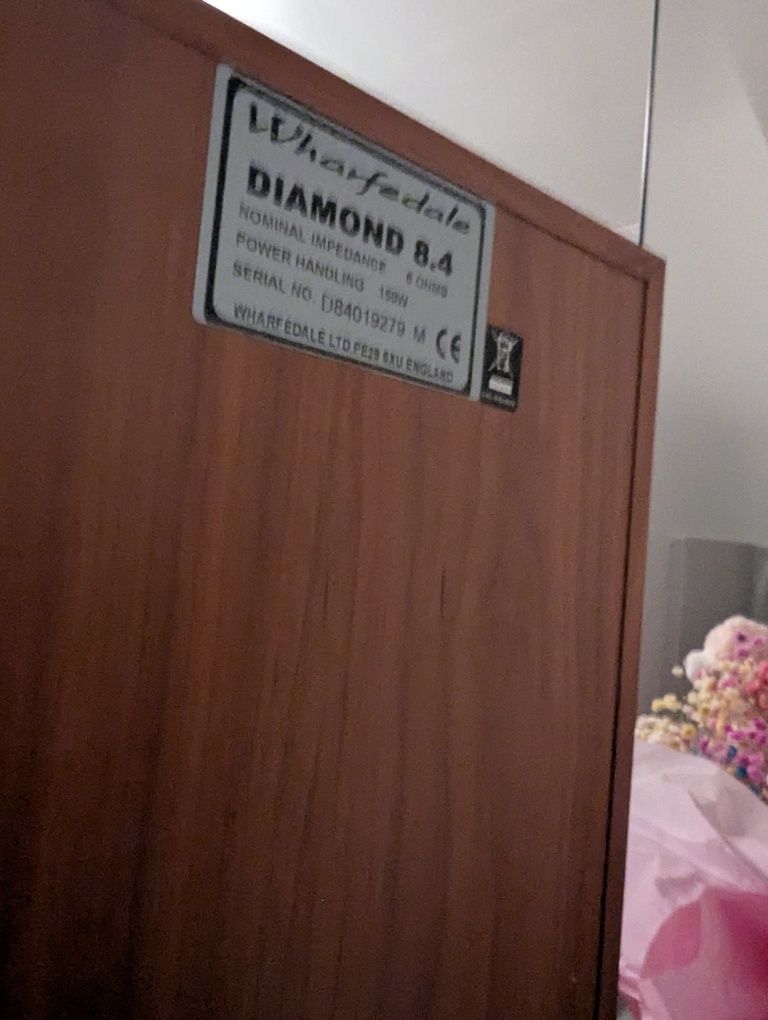 Wharfedale
DIAMOND 8.4
NOMINAL IMPEDANCE 6 OHMS
POWER HANDLING 150W
SERIAL NO. D84019279 M CE
WHARFEDALE LTD PE29 6XU ENGLAND